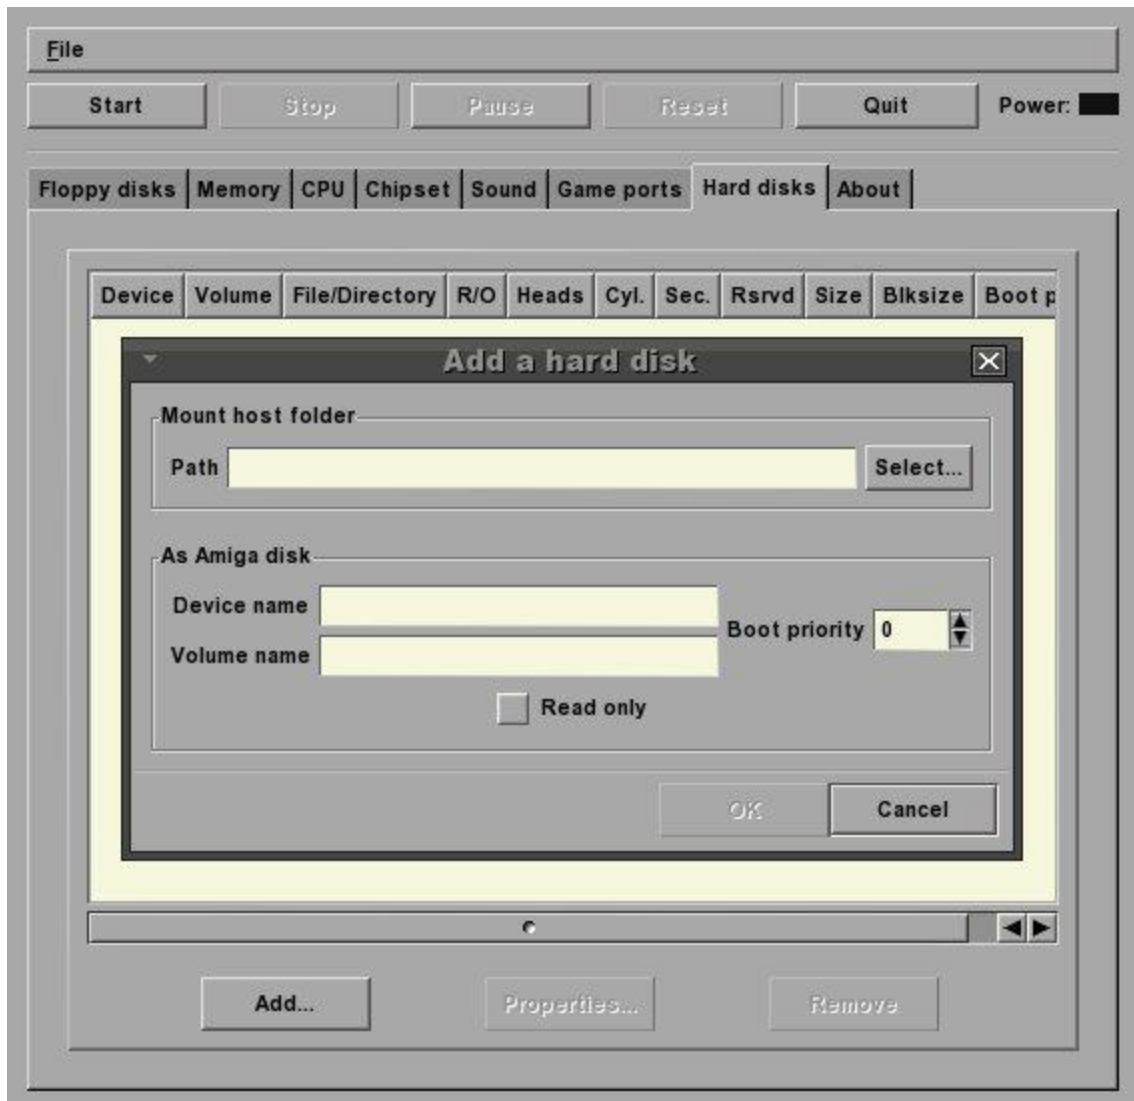 File
Start Stop Pause Reset Quit Power:
Floppy disks Memory CPU Chipset Sound Game ports Hard disks About
Device Volume File/Directory R/O Heads Cyl. Sec. Rsrvd Size Blksize Boot p
Add a hard disk
Mount host folder
Path Select...
As Amiga disk
Device name
Boot priority 0
Volume name
Read only
OK Cancel
Add... Properties... Remove